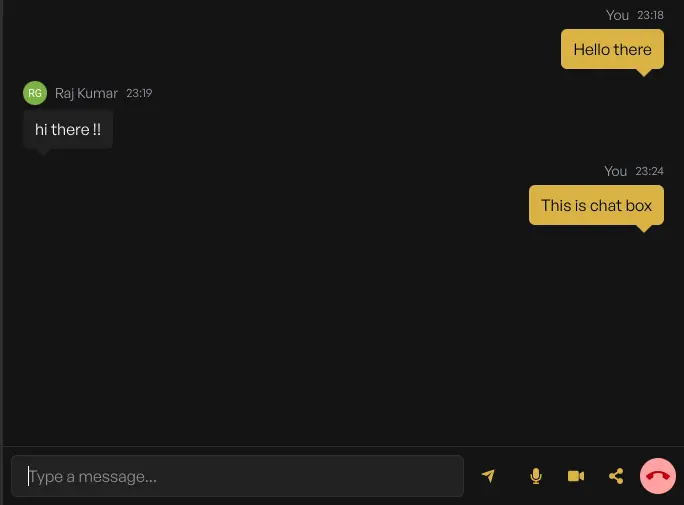 You 23:18
Hello there
RG Raj Kumar 23:19
hi there !!
You 23:24
This is chat box
Type a message...